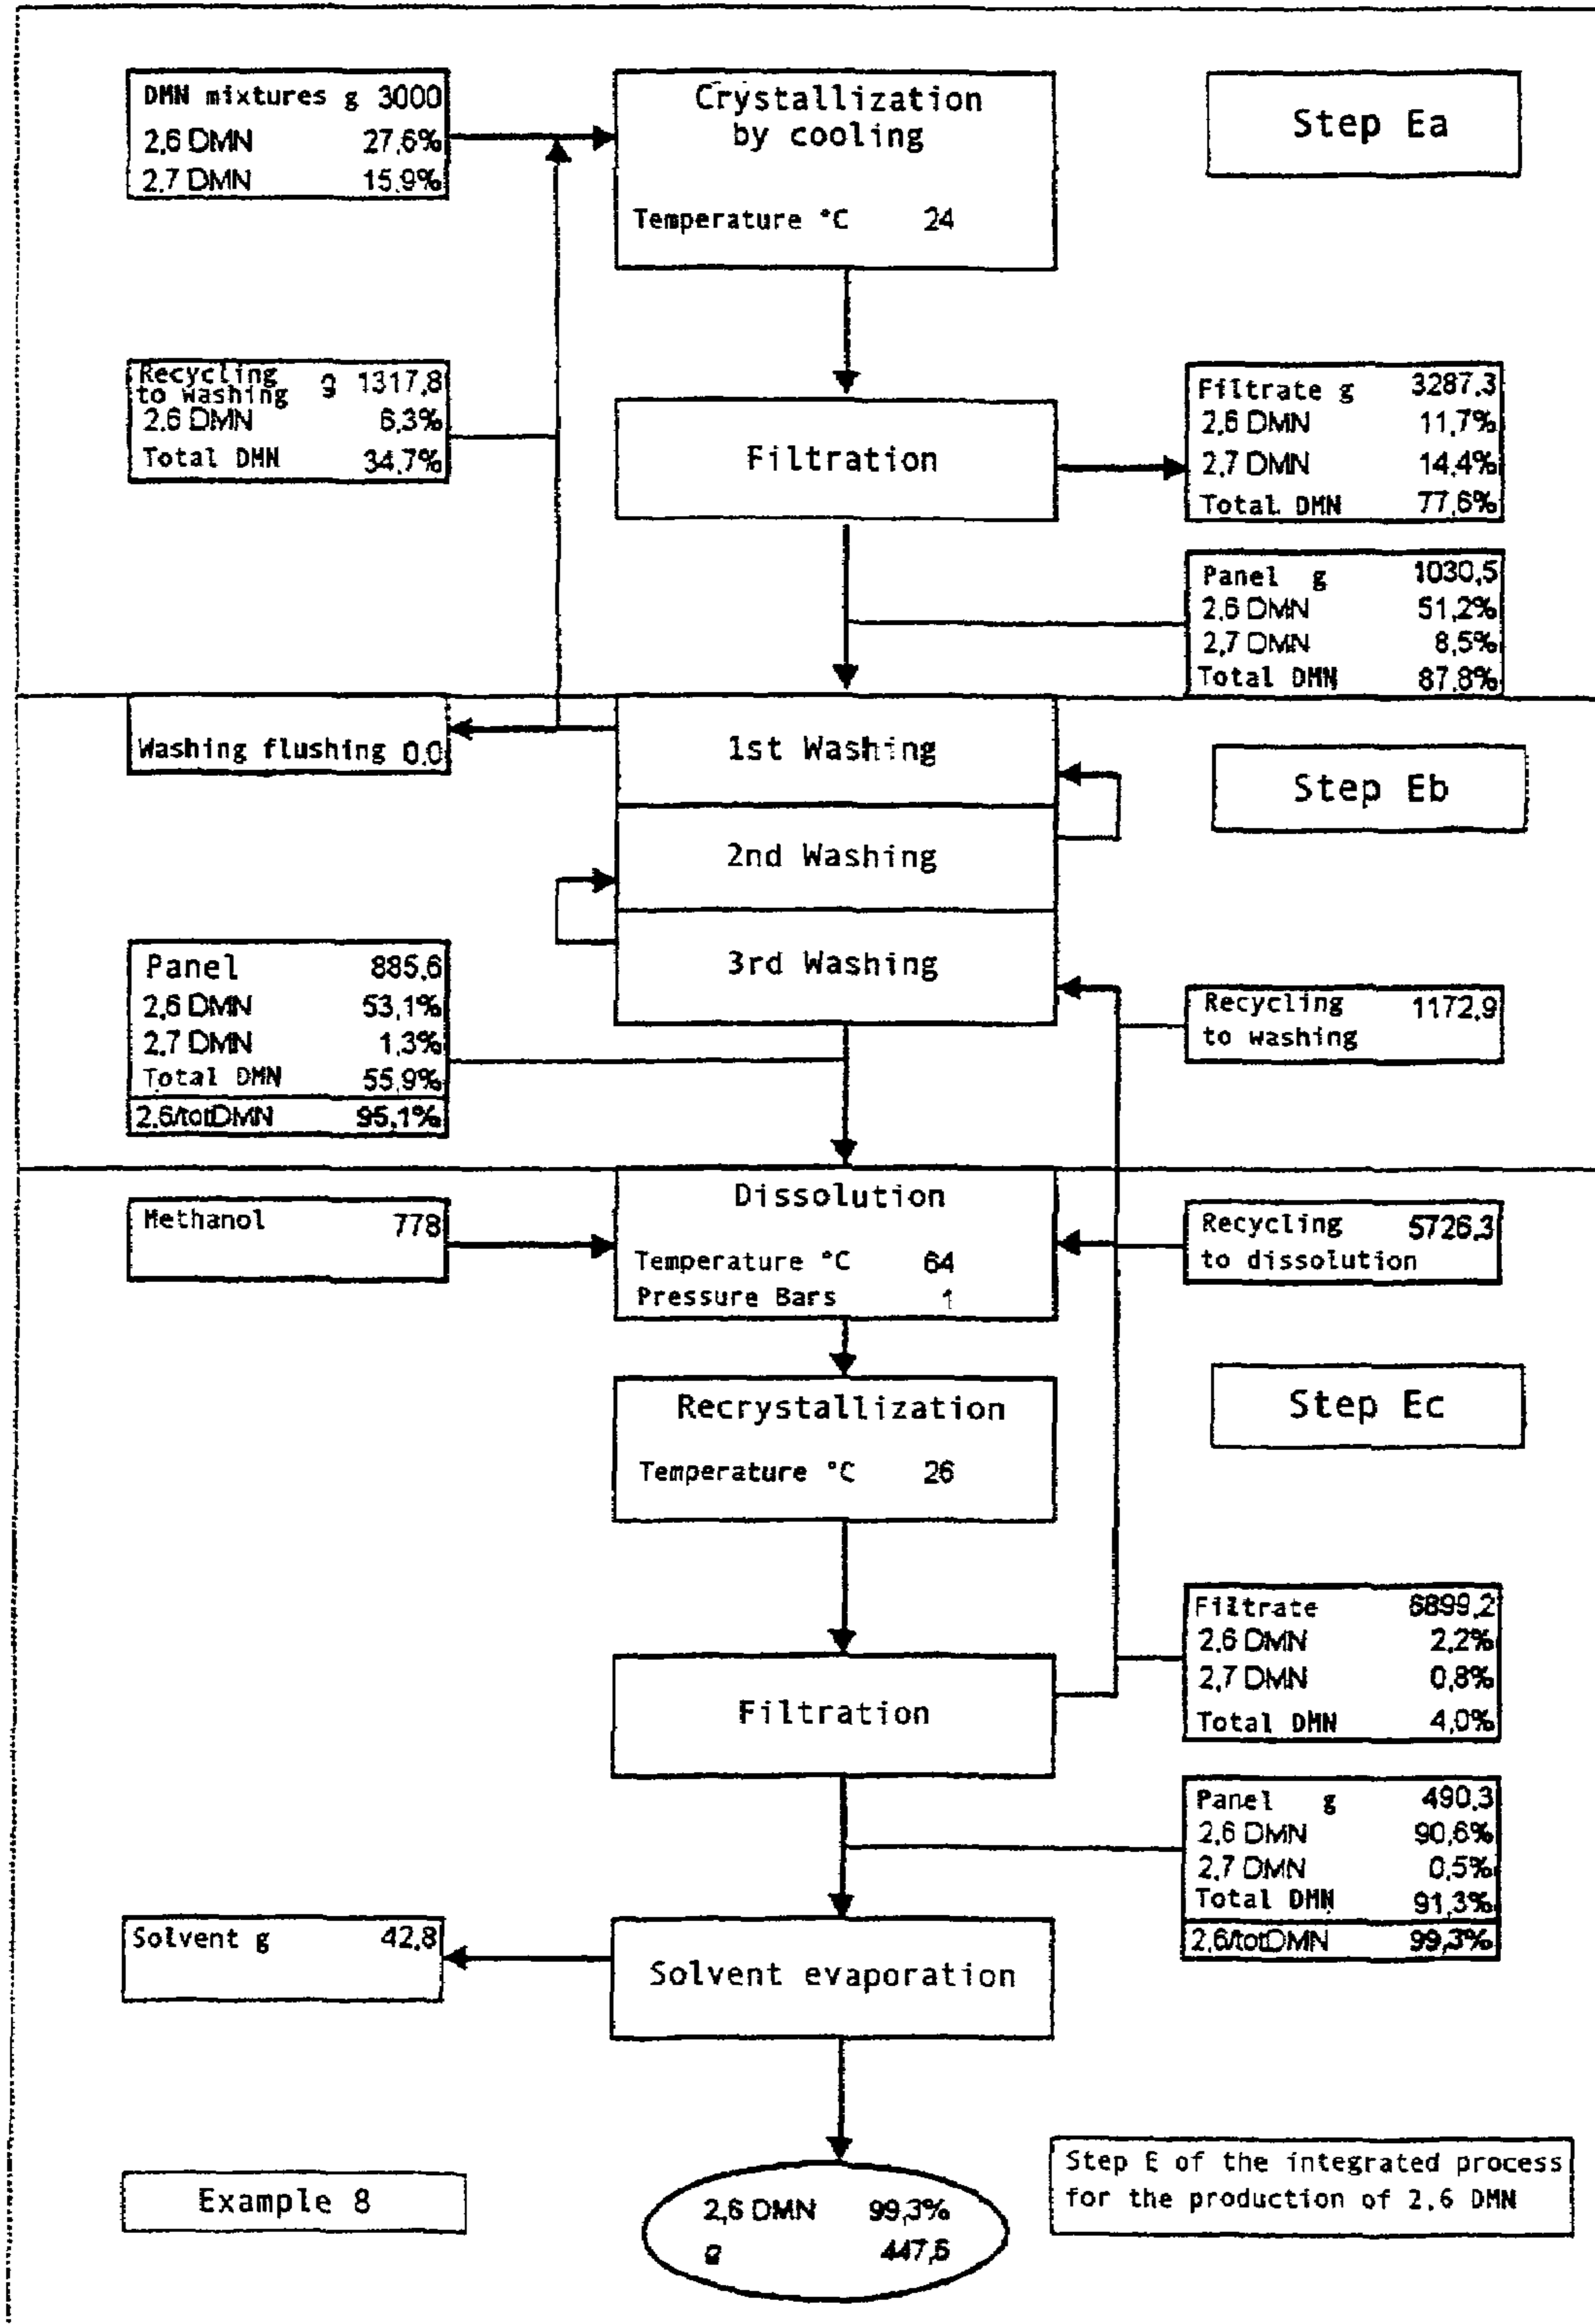 DMN mixtures g 3000
2,6 DMN 27,6%
2,7 DMN 15,9%
Crystallization
by cooling
Temperature °C 24
Step Ea
Recycling
to washing g 1317,8
2,6 DMN 6,3%
Total DMN 34,7%
Filtration
Filtrate g 3287,3
2,6 DMN 11,7%
2,7 DMN 14,4%
Total DMN 77,6%
Panel g 1030,5
2,6 DMN 51,2%
2,7 DMN 8,5%
Total DMN 87,8%
Washing flushing 0,0
1st Washing
2nd Washing
3rd Washing
Step Eb
Panel 885,6
2,6 DMN 53,1%
2,7 DMN 1,3%
Total DMN 55,9%
2,6/totDMN 95,1%
Recycling 1172,9
to washing
Methanol 778
Dissolution
Temperature °C 64
Pressure Bars 1
Recycling 5726,3
to dissolution
Recrystallization
Temperature °C 26
Step Ec
Filtration
Filtrate 6899,2
2,6 DMN 2,2%
2,7 DMN 0,8%
Total DMN 4,0%
Panel g 490,3
2,6 DMN 90,6%
2,7 DMN 0,5%
Total DMN 91,3%
2,6/totDMN 99,3%
Solvent g 42,8
Solvent evaporation
Example 8
2,6 DMN 99,3%
g 447,6
Step E of the integrated process
for the production of 2,6 DMN